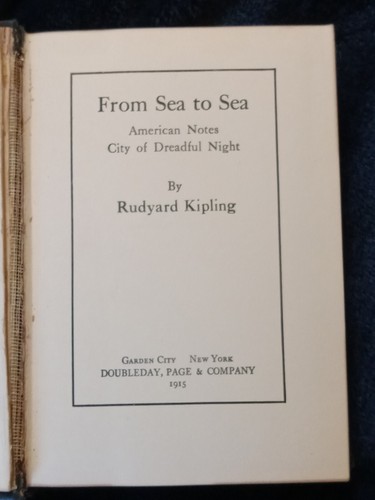 From Sea to Sea
American Notes
City of Dreadful Night
By
Rudyard Kipling
Garden City New York
DOUBLEDAY, PAGE & COMPANY
1915